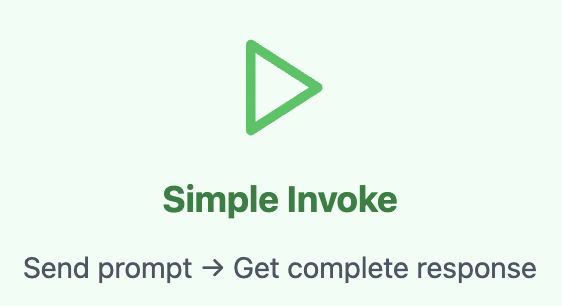 Simple Invoke
Send prompt → Get complete response